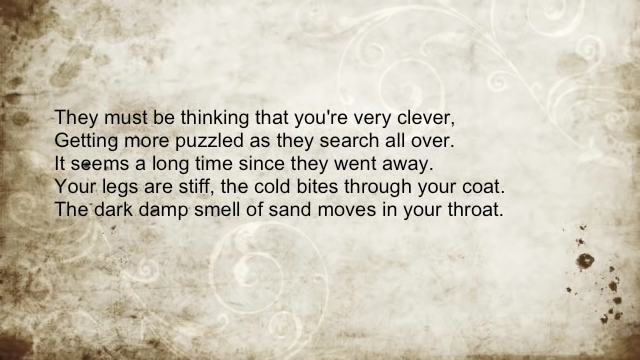 They must be thinking that you're very clever,
Getting more puzzled as they search all over.
It seems a long time since they went away.
Your legs are stiff, the cold bites through your coat.
The dark damp smell of sand moves in your throat.